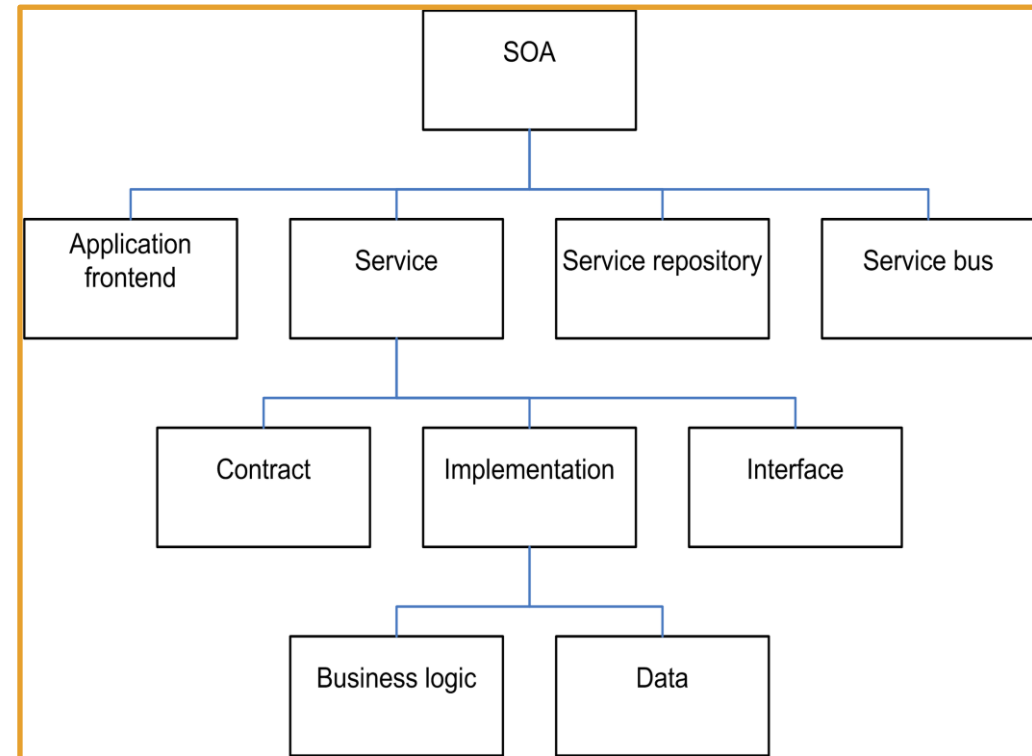 SOA
Application
frontend
Service
Service repository
Service bus
Contract
Implementation
Interface
Business logic
Data